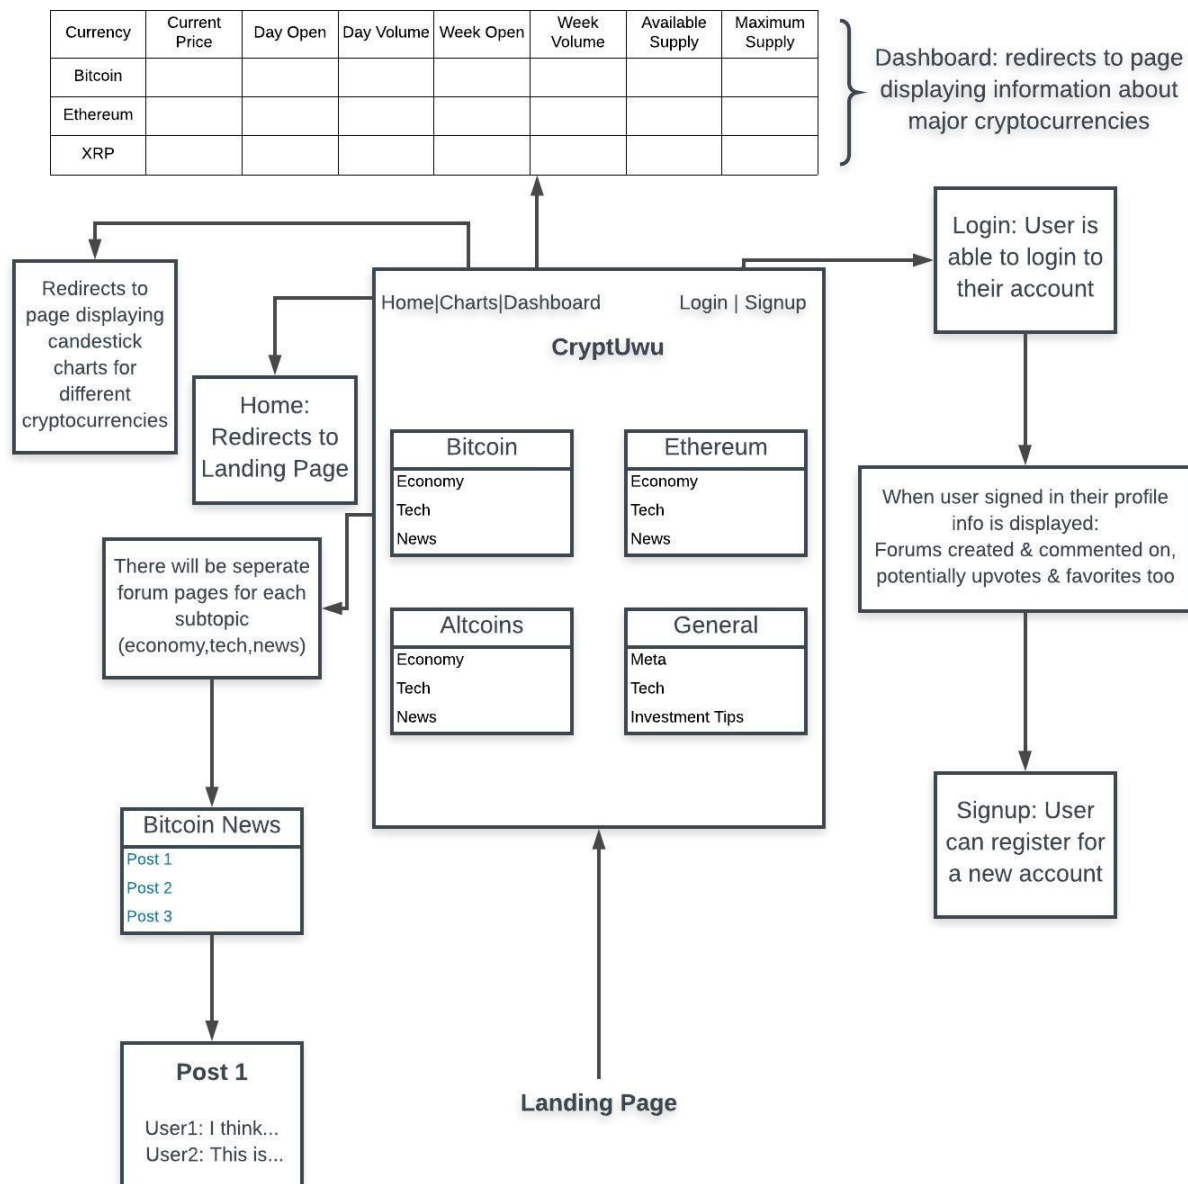 Currency
Current
Price
Day Open
Day Volume
Week Open
Week
Volume
Available
Supply
Maximum
Supply
Bitcoin
Ethereum
XRP
Dashboard: redirects to page
displaying information about
major cryptocurrencies
Redirects to
page displaying
candestick
charts for
different
cryptocurrencies
Home:
Redirects to
Landing Page
Home|Charts|Dashboard
Login | Signup
CryptUwu
Bitcoin
Economy
Tech
News
Ethereum
Economy
Tech
News
Altcoins
Economy
Tech
News
General
Meta
Tech
Investment Tips
Login: User is
able to login to
their account
When user signed in their profile
info is displayed:
Forums created & commented on,
potentially upvotes & favorites too
Signup: User
can register for
a new account
There will be seperate
forum pages for each
subtopic
(economy,tech,news)
Bitcoin News
Post 1
Post 2
Post 3
Post 1
User1: I think...
User2: This is...
Landing Page